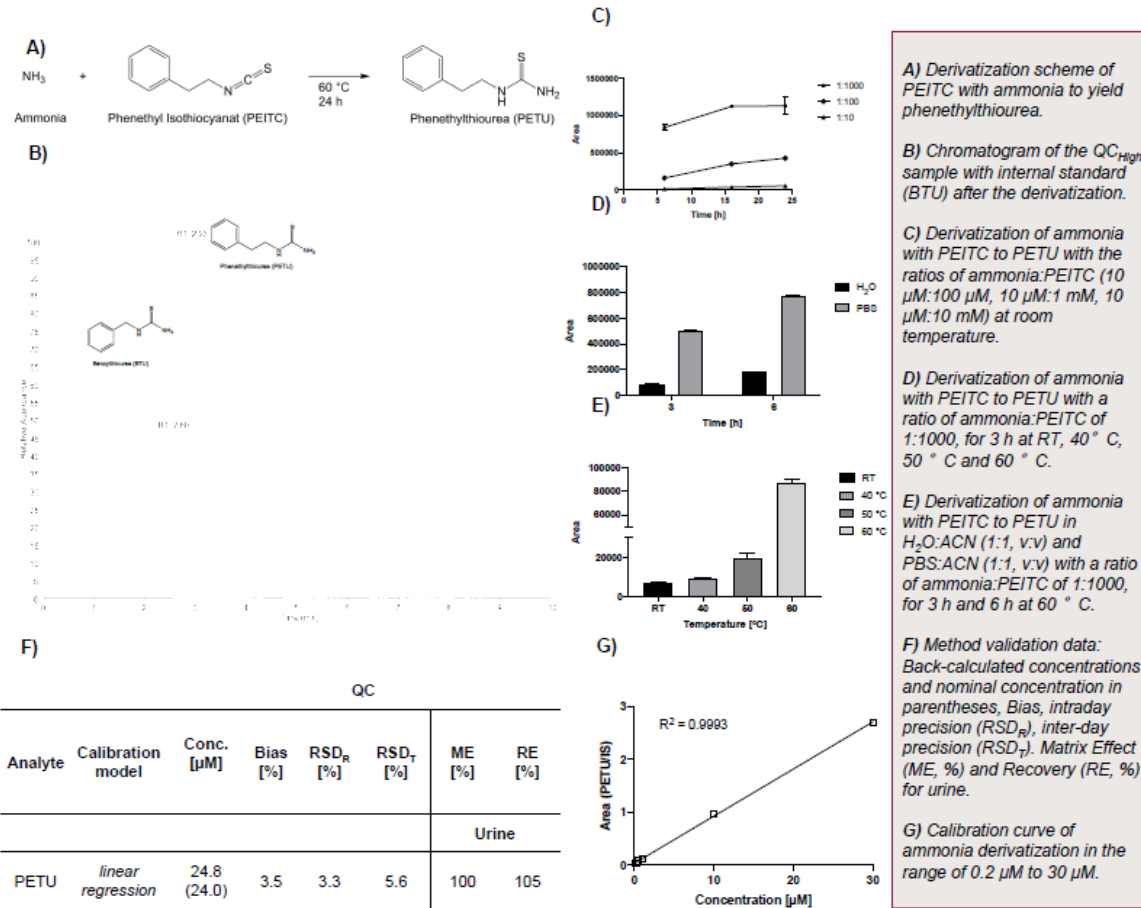 A)
NH3
+
60 °C
24 h
Ammonia
Phenethyl Isothiocyanat (PEITC)
Phenethylthiourea (PETU)
B)
Phenethylthiourea (PETU)
Benzylthiourea (BTU)
C)
Area
1500000
1000000
500000
0
0 5 10 15 20 25
Time [h]
1:1000
1:100
1:10
D)
Area
1000000
800000
600000
400000
200000
0
3 6
Time [h]
H2O
PBS
E)
Area
100000
80000
60000
20000
0
RT 40 50 60
Temperature [ºC]
RT
40 °C
50 °C
60 °C
F)
QC
Analyte Calibration model Conc. [µM] Bias [%] RSDR [%] RSDT [%] ME [%] RE [%]
Urine
PETU linear regression 24.8 (24.0) 3.5 3.3 5.6 100 105
G)
Area (PETU/IS)
3
2
1
0
R2 = 0.9993
0 10 20 30
Concentration [µM]
A) Derivatization scheme of
PEITC with ammonia to yield
phenethylthiourea.
B) Chromatogram of the QCHigh
sample with internal standard
(BTU) after the derivatization.
C) Derivatization of ammonia
with PEITC to PETU with the
ratios of ammonia:PEITC (10
µM:100 µM, 10 µM:1 mM, 10
µM:10 mM) at room
temperature.
D) Derivatization of ammonia
with PEITC to PETU with a
ratio of ammonia:PEITC of
1:1000, for 3 h at RT, 40° C,
50 ° C and 60 ° C.
E) Derivatization of ammonia
with PEITC to PETU in
H2O:ACN (1:1, v:v) and
PBS:ACN (1:1, v:v) with a ratio
of ammonia:PEITC of 1:1000,
for 3 h and 6 h at 60 ° C.
F) Method validation data:
Back-calculated concentrations
and nominal concentration in
parentheses, Bias, intraday
precision (RSDR), inter-day
precision (RSDT). Matrix Effect
(ME, %) and Recovery (RE, %)
for urine.
G) Calibration curve of
ammonia derivatization in the
range of 0.2 µM to 30 µM.